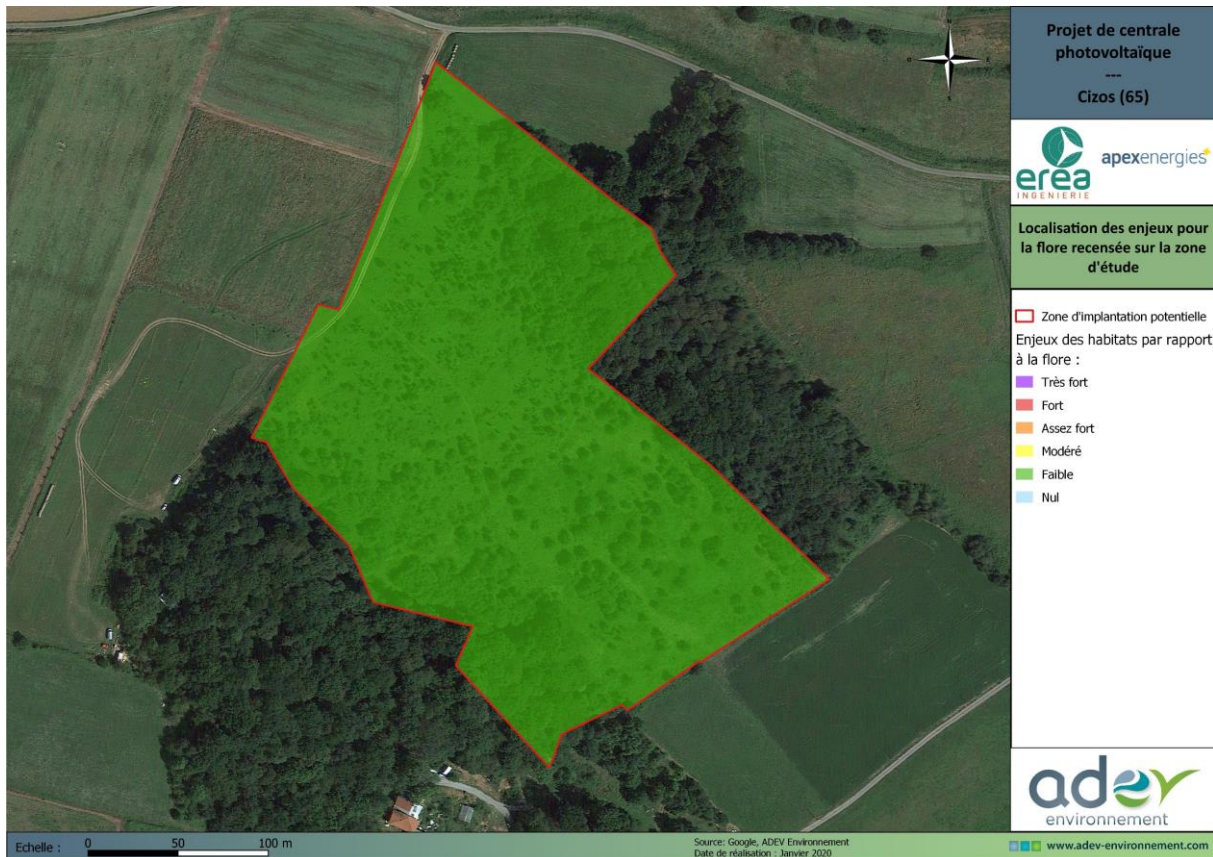 Projet de centrale
photovoltaïque
---
Cizos (65)
erea
INGENIERIE
apexenergies
Localisation des enjeux pour
la flore recensée sur la zone
d'étude
Zone d'implantation potentielle
Enjeux des habitats par rapport
à la flore :
Très fort
Fort
Assez fort
Modéré
Faible
Nul
adev
environnement
Echelle :
0 50 100 m
Source: Google, ADEV Environnement
Date de réalisation : Janvier 2020
www.adev-environnement.com